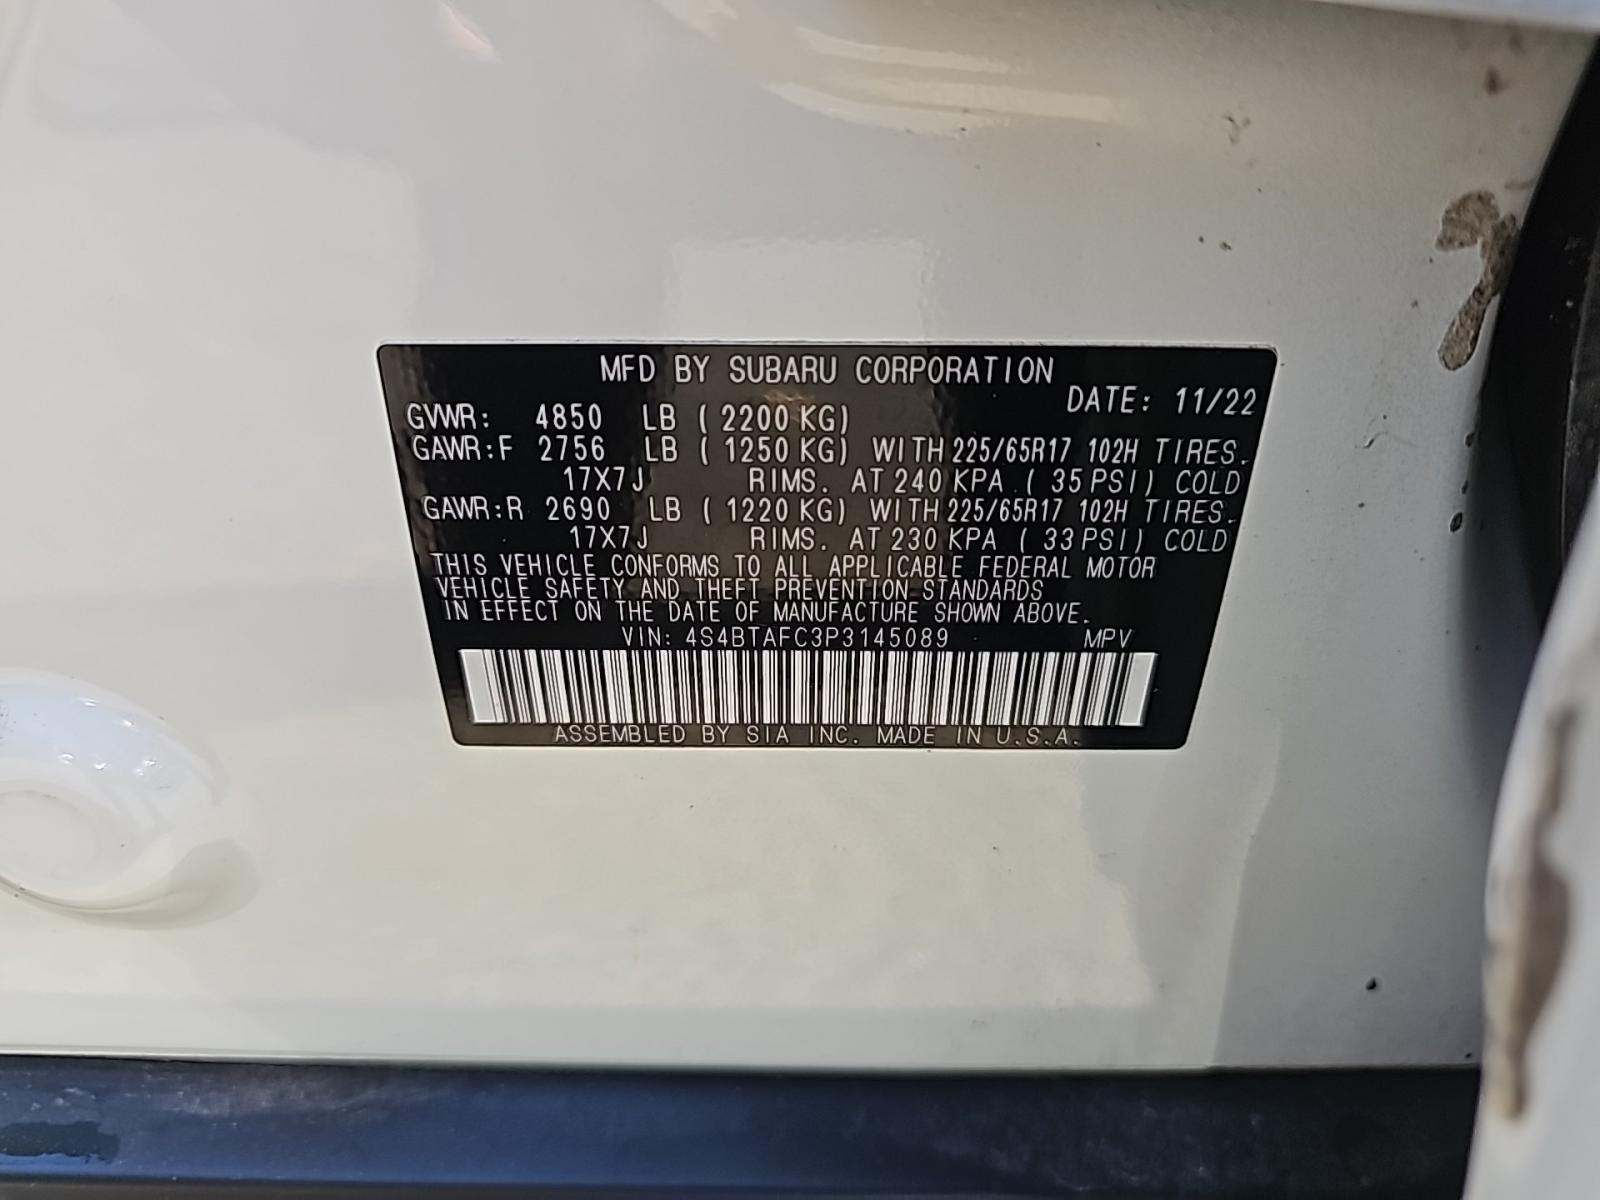 MFD BY SUBARU CORPORATION
DATE: 11/22
GVWR: 4850 LB ( 2200 KG)
GAWR:F 2756 LB ( 1250 KG) WITH 225/65R17 102H TIRES.
17X7J RIMS. AT 240 KPA ( 35 PSI) COLD
GAWR:R 2690 LB ( 1220 KG) WITH 225/65R17 102H TIRES.
17X7J RIMS. AT 230 KPA ( 33 PSI) COLD
THIS VEHICLE CONFORMS TO ALL APPLICABLE FEDERAL MOTOR
VEHICLE SAFETY AND THEFT PREVENTION STANDARDS
IN EFFECT ON THE DATE OF MANUFACTURE SHOWN ABOVE.
VIN: 4S4BTAFC3P3145089 MPV
ASSEMBLED BY SIA INC. MADE IN U.S.A.